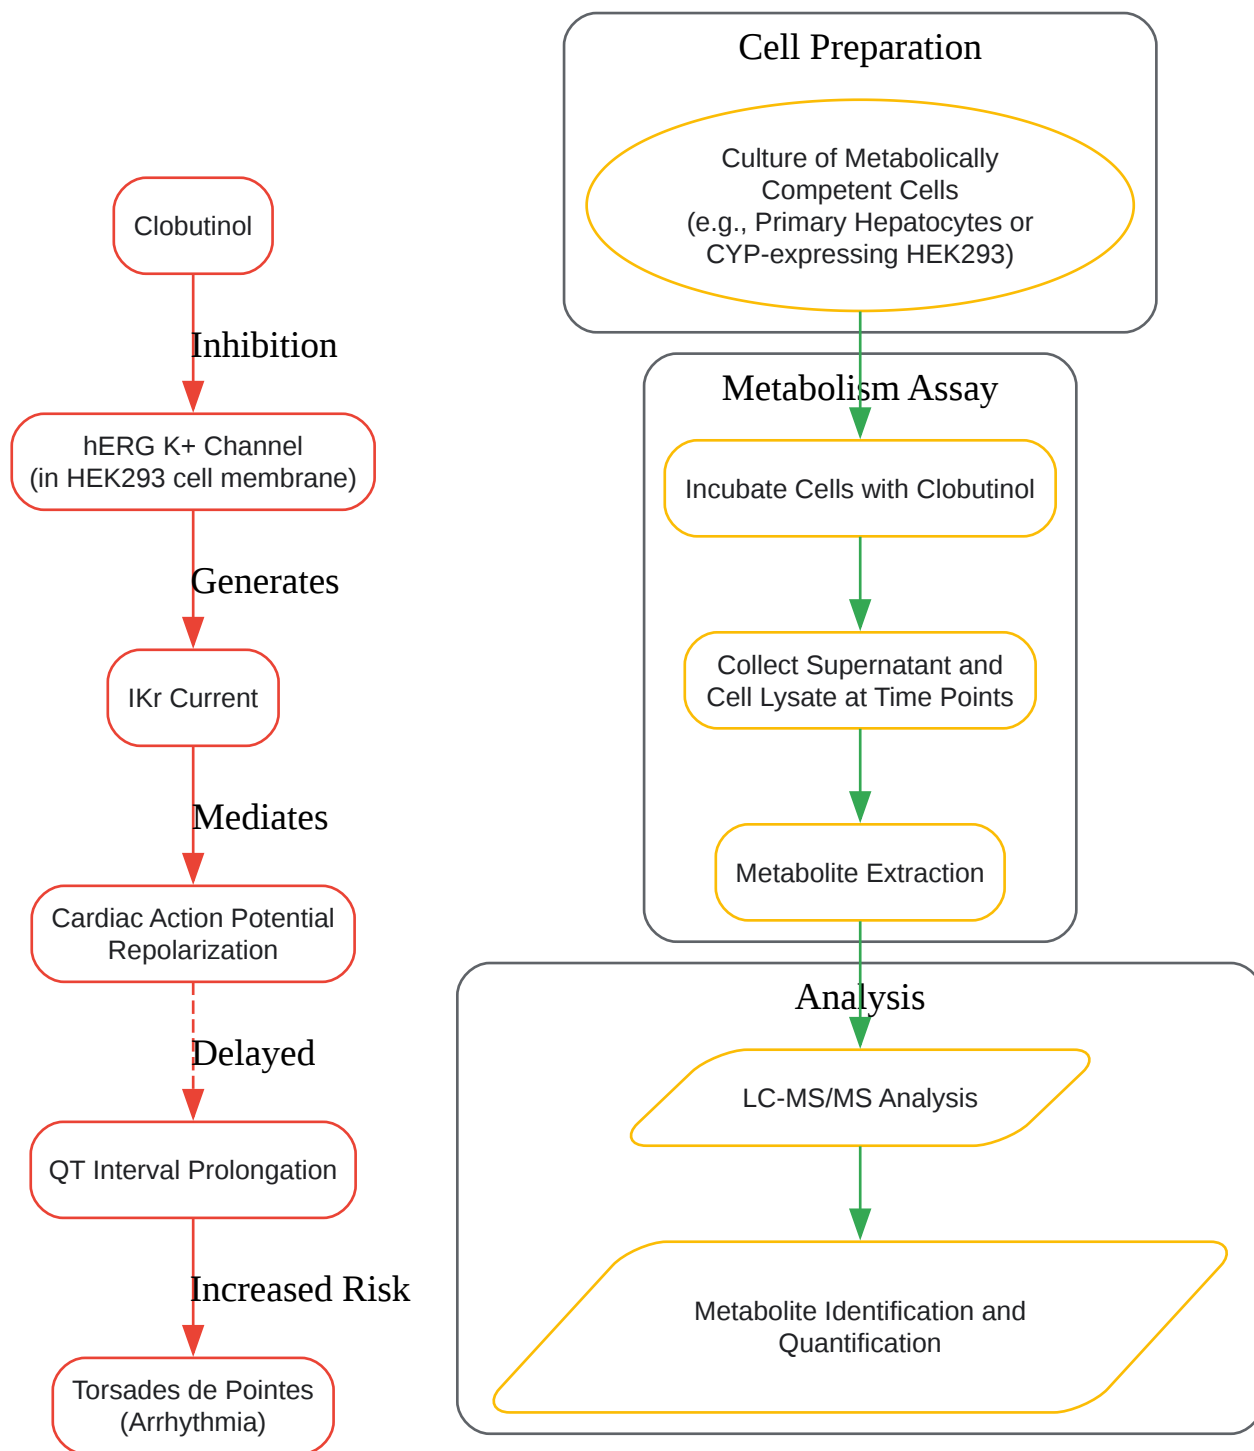 Clobutinol
Inhibition
hERG K+ Channel
(in HEK293 cell membrane)
Generates
IKr Current
Mediates
Cardiac Action Potential
Repolarization
Delayed
QT Interval Prolongation
Increased Risk
Torsades de Pointes
(Arrhythmia)
Cell Preparation
Culture of Metabolically
Competent Cells
(e.g., Primary Hepatocytes or
CYP-expressing HEK293)
Metabolism Assay
Incubate Cells with Clobutinol
Collect Supernatant and
Cell Lysate at Time Points
Metabolite Extraction
Analysis
LC-MS/MS Analysis
Metabolite Identification and
Quantification